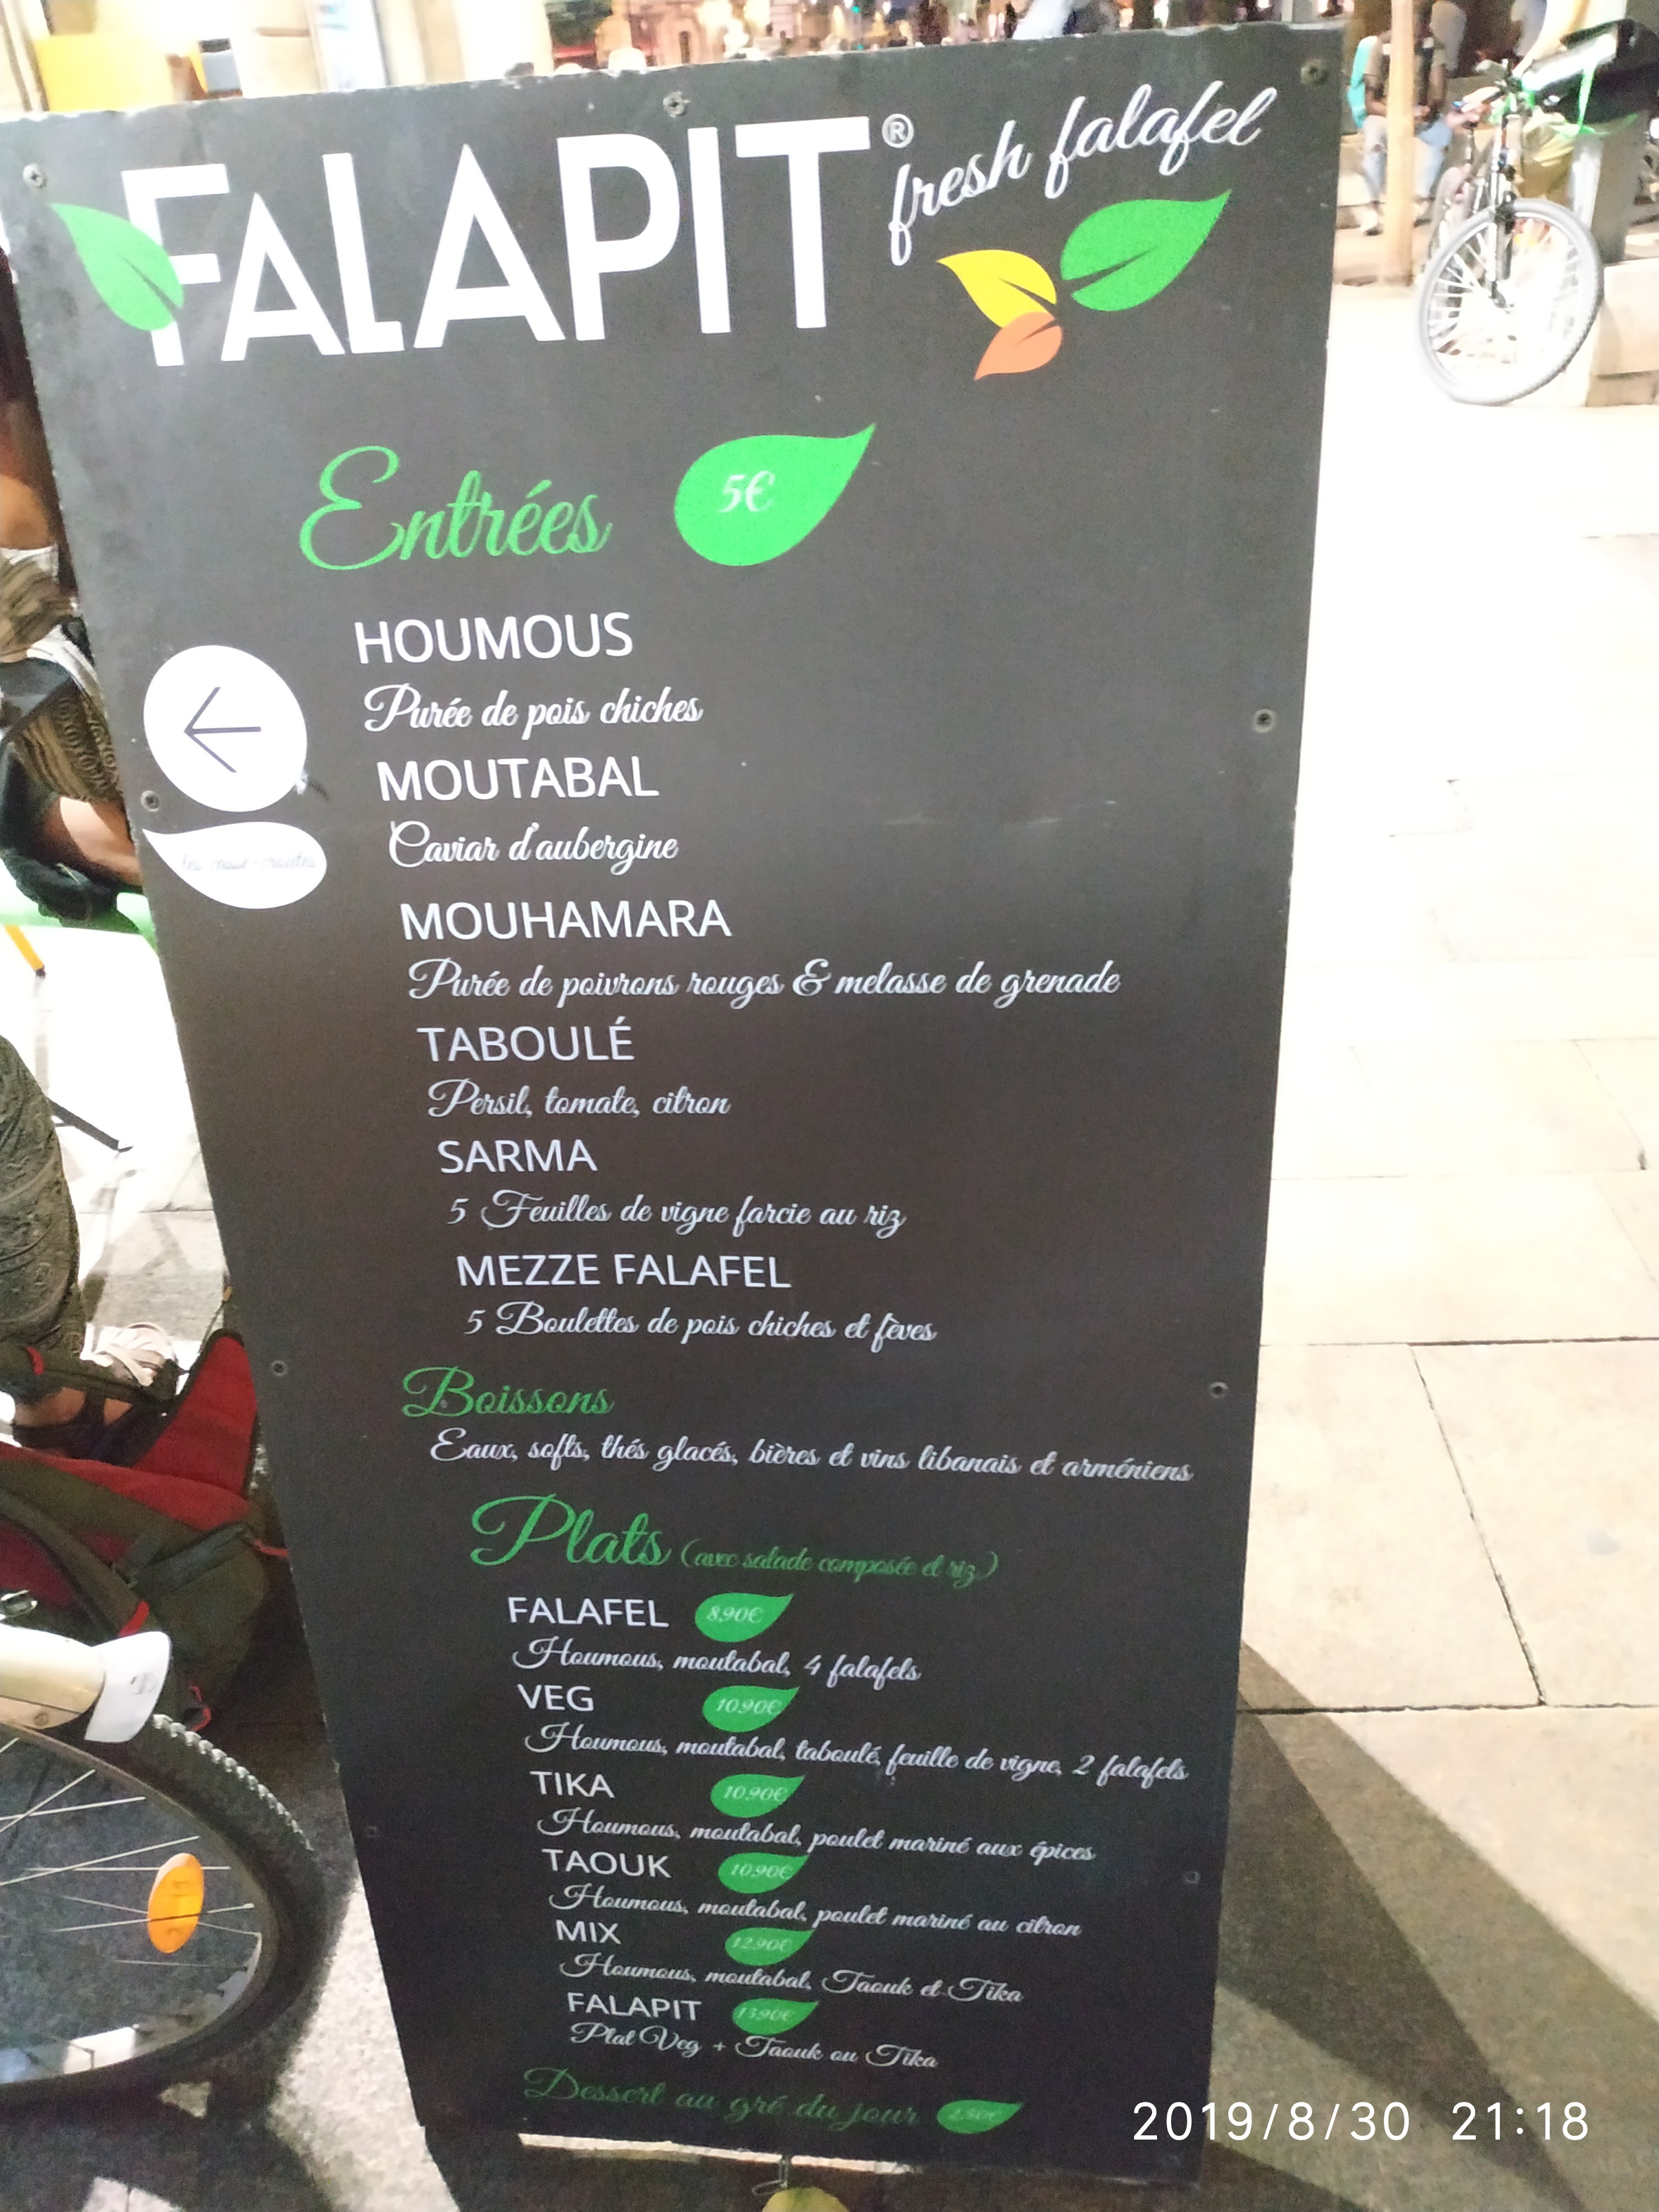 FALAPIT® fresh falafel
Entrées 5€
HOUMOUS
Purée de pois chiches
MOUTABAL
Caviar d'aubergine
les casse-croûtes
MOUHAMARA
Purée de poivrons rouges & melasse de grenade
TABOULÉ
Persil, tomate, citron
SARMA
5 Feuilles de vigne farcie au riz
MEZZE FALAFEL
5 Boulettes de pois chiches et fèves
Boissons
Eaux, softs, thés glacés, bières et vins libanais et arméniens
Plats (avec salade composée et riz)
FALAFEL 8.90€
Houmous, moutabal, 4 falafels
VEG 10.90€
Houmous, moutabal, taboulé, feuille de vigne, 2 falafels
TIKA 10.90€
Houmous, moutabal, poulet mariné aux épices
TAOUK 10.90€
Houmous, moutabal, poulet mariné au citron
MIX 12.90€
Houmous, moutabal, Taouk et Tika
FALAPIT 13.90€
Plat Veg + Taouk ou Tika
Dessert au gré du jour
2019/8/30 21:18